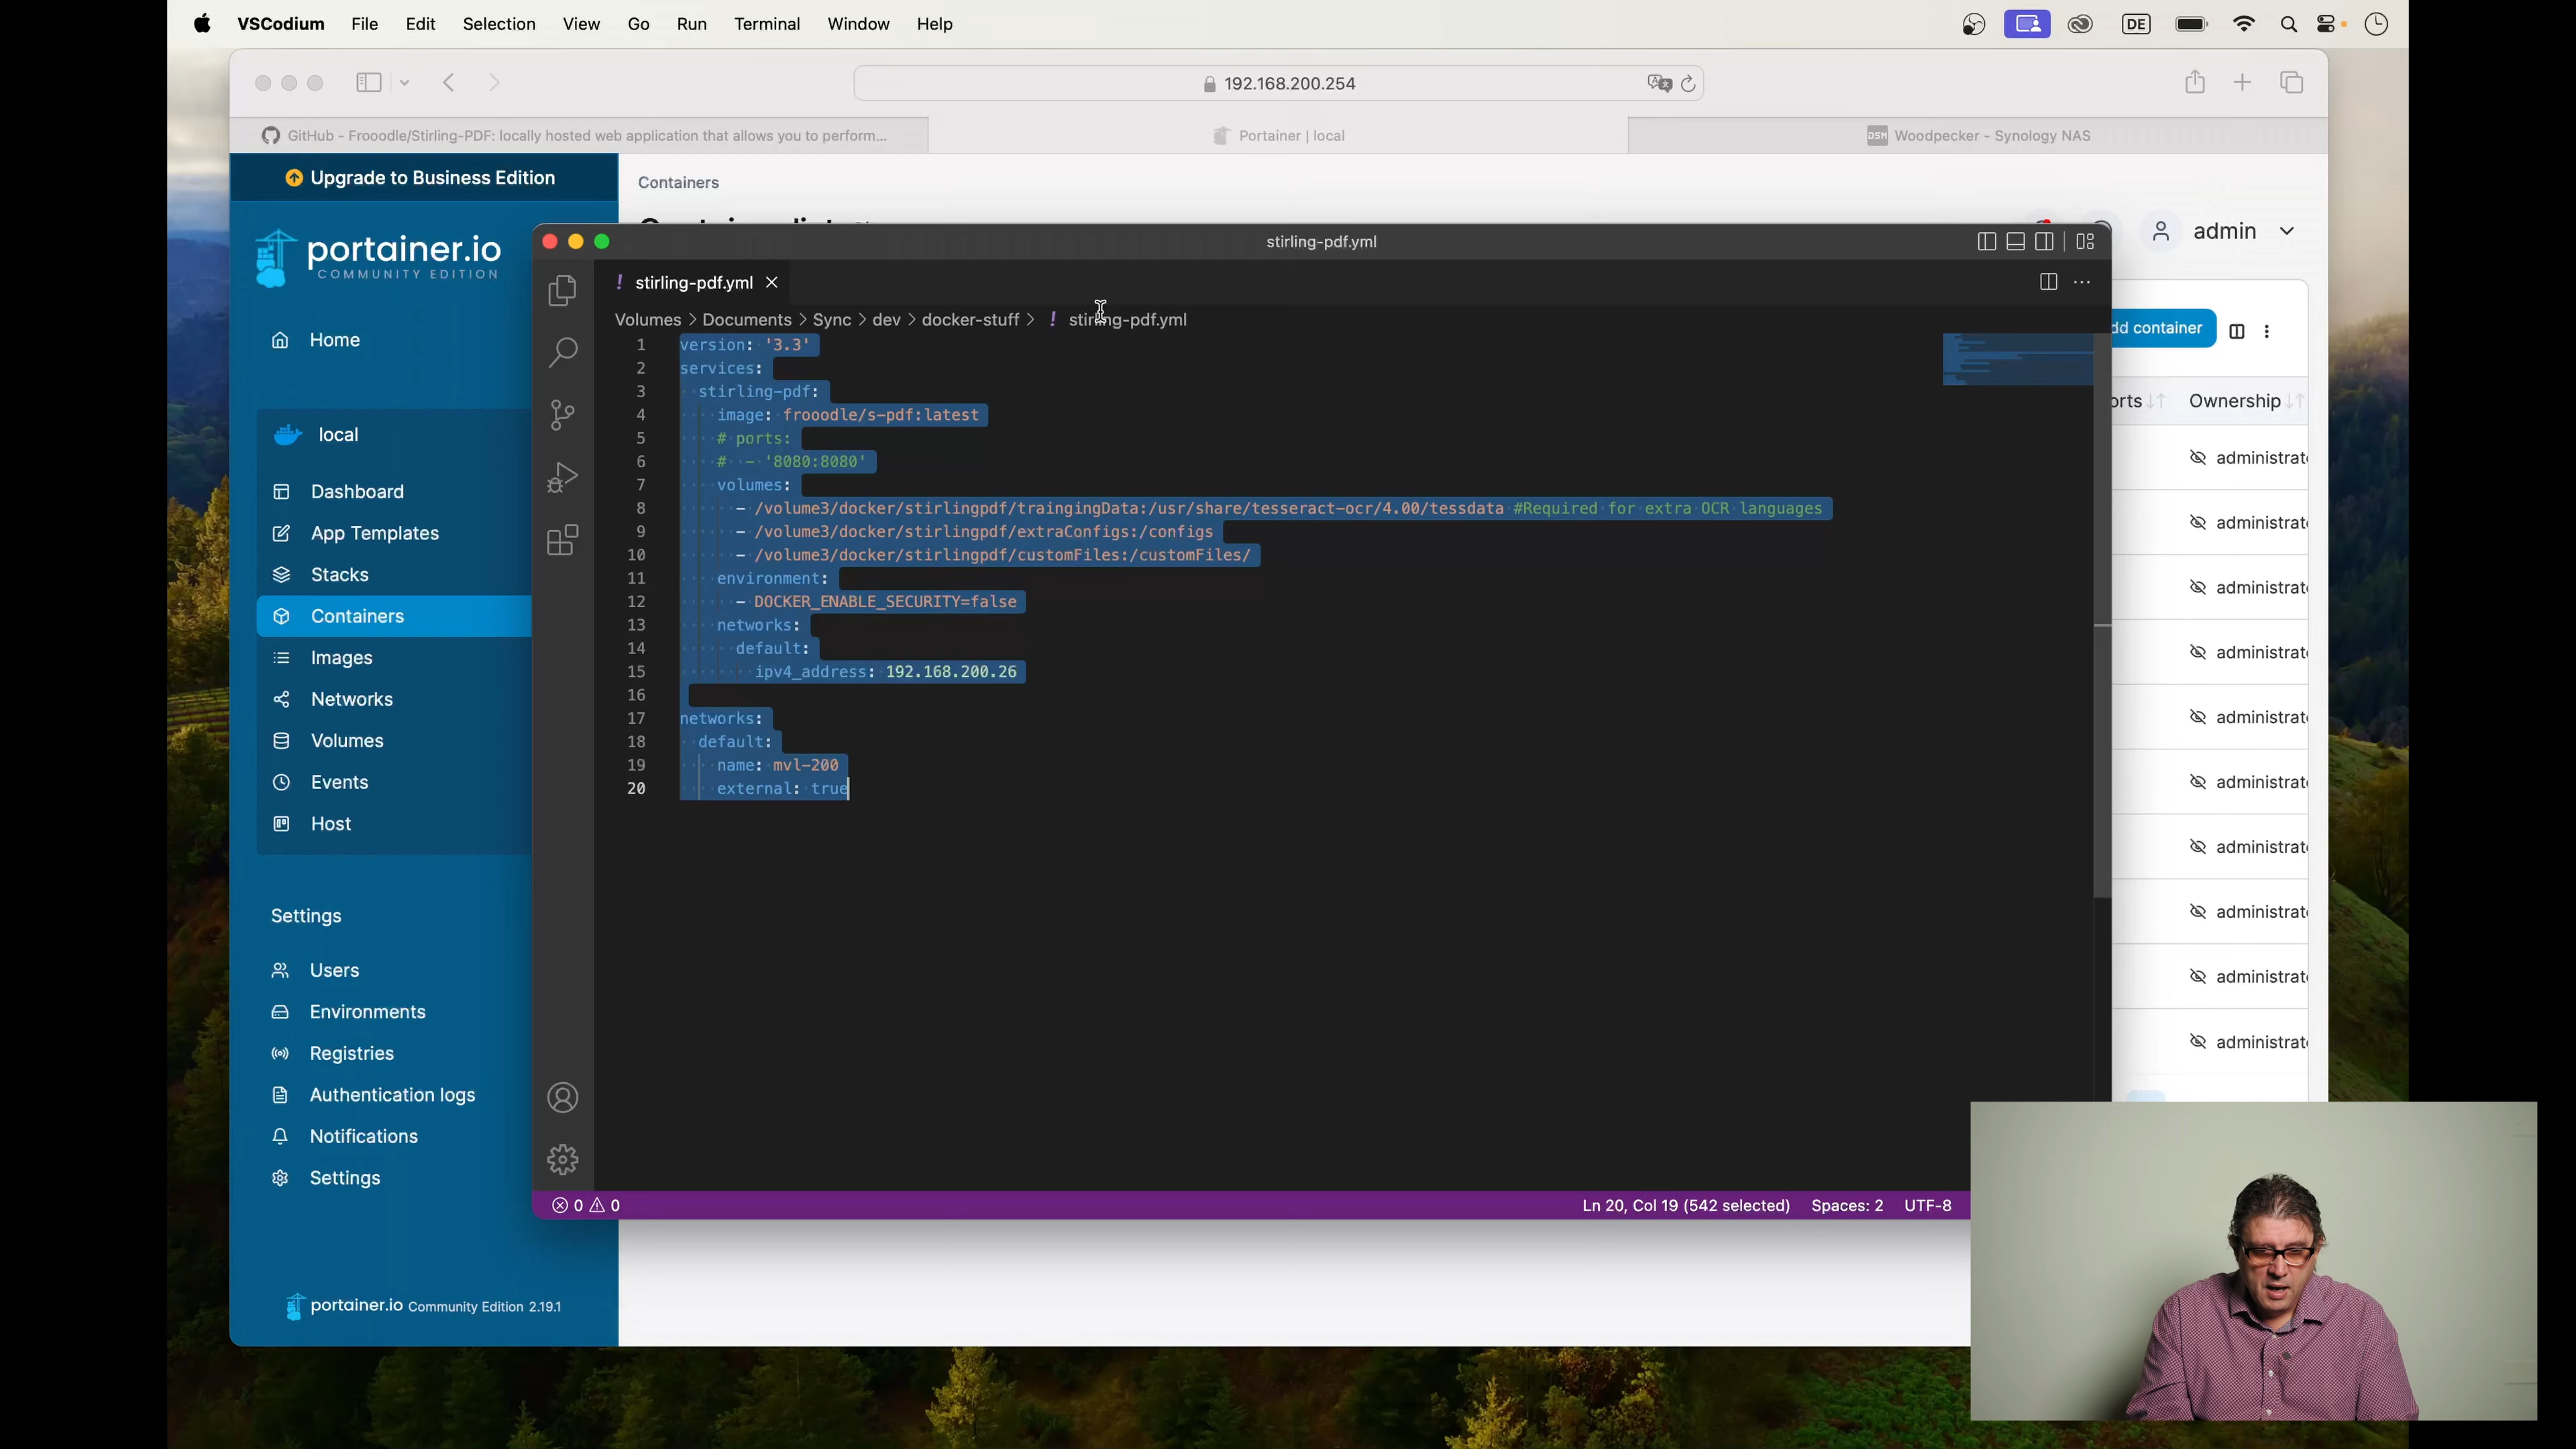 VSCodium File Edit Selection View Go Run Terminal Window Help DE
192.168.200.254
GitHub - Frooodle/Stirling-PDF: locally hosted web application that allows you to perform...
Portainer | local
DSM Woodpecker - Synology NAS
Upgrade to Business Edition
portainer.io
COMMUNITY EDITION
Home
local
Dashboard
App Templates
Stacks
Containers
Images
Networks
Volumes
Events
Host
Settings
Users
Environments
Registries
Authentication logs
Notifications
Settings
portainer.io Community Edition 2.19.1
Containers
admin
stirling-pdf.yml
! stirling-pdf.yml
Volumes > Documents > Sync > dev > docker-stuff > ! stirling-pdf.yml
1 version: '3.3'
2 services:
3 stirling-pdf:
4 image: frooodle/s-pdf:latest
5 # ports:
6 # - '8080:8080'
7 volumes:
8 - /volume3/docker/stirlingpdf/traingingData:/usr/share/tesseract-ocr/4.00/tessdata #Required for extra OCR languages
9 - /volume3/docker/stirlingpdf/extraConfigs:/configs
10 - /volume3/docker/stirlingpdf/customFiles:/customFiles/
11 environment:
12 - DOCKER_ENABLE_SECURITY=false
13 networks:
14 default:
15 ipv4_address: 192.168.200.26
16
17 networks:
18 default:
19 name: mvl-200
20 external: true
0 0
Ln 20, Col 19 (542 selected) Spaces: 2 UTF-8
dd container
orts Ownership
administrat
administrat
administrat
administrat
administrat
administrat
administrat
administrat
administrat
administrat